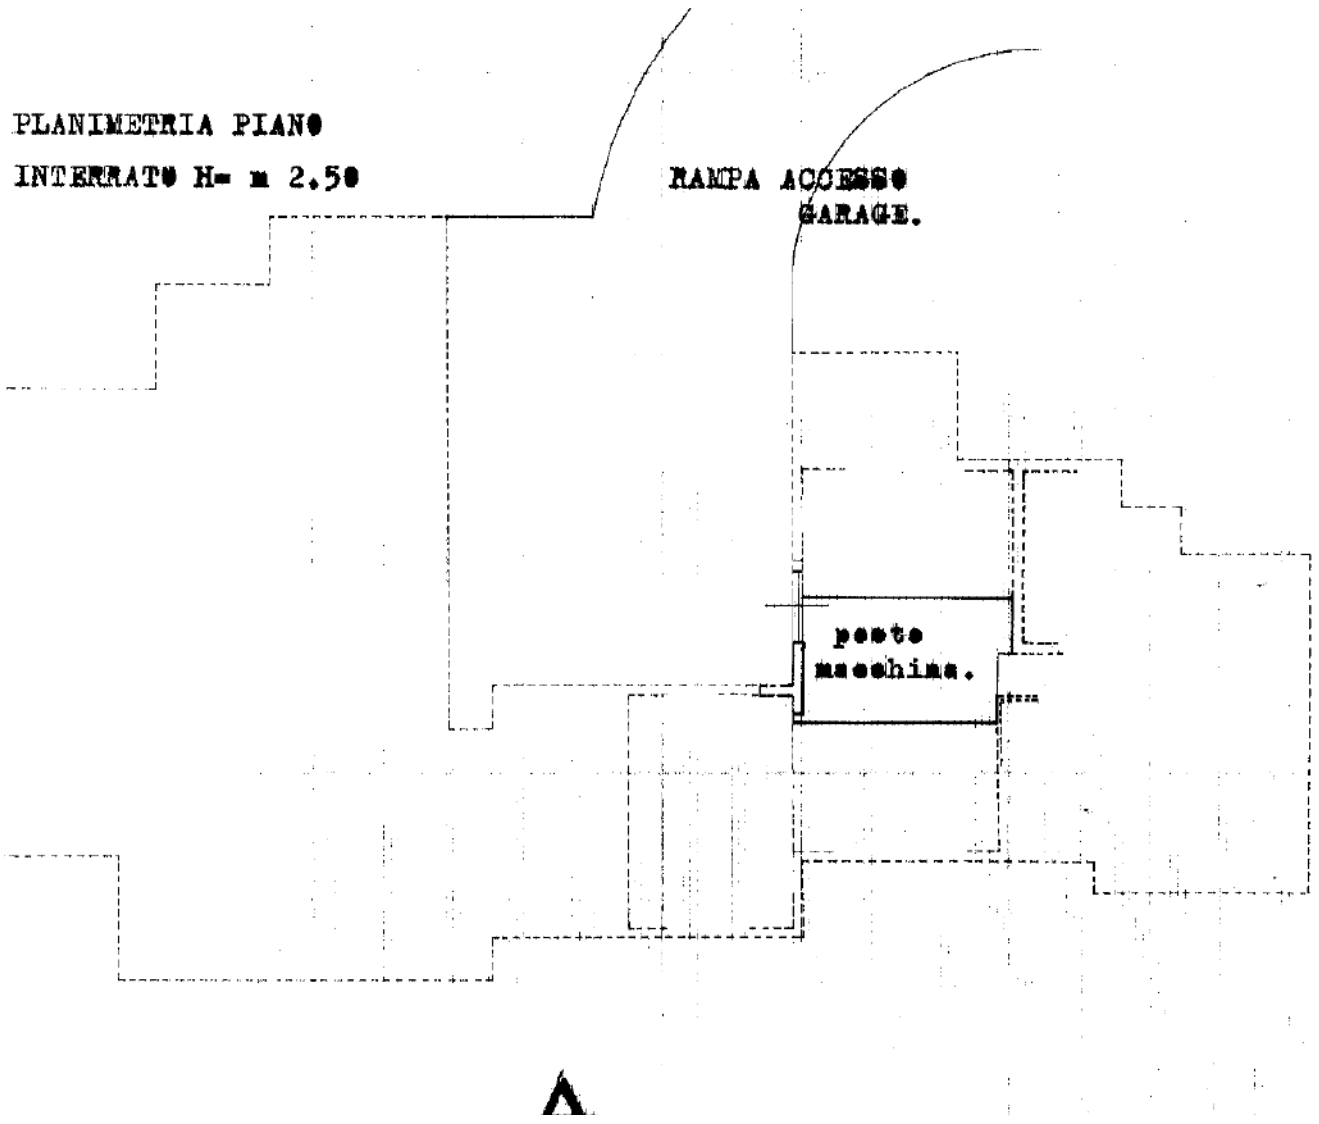 PLANIMETRIA PIANO
INTERRATO H= m 2.50
RAMPA ACCESSO
GARAGE.
posto
macchina.